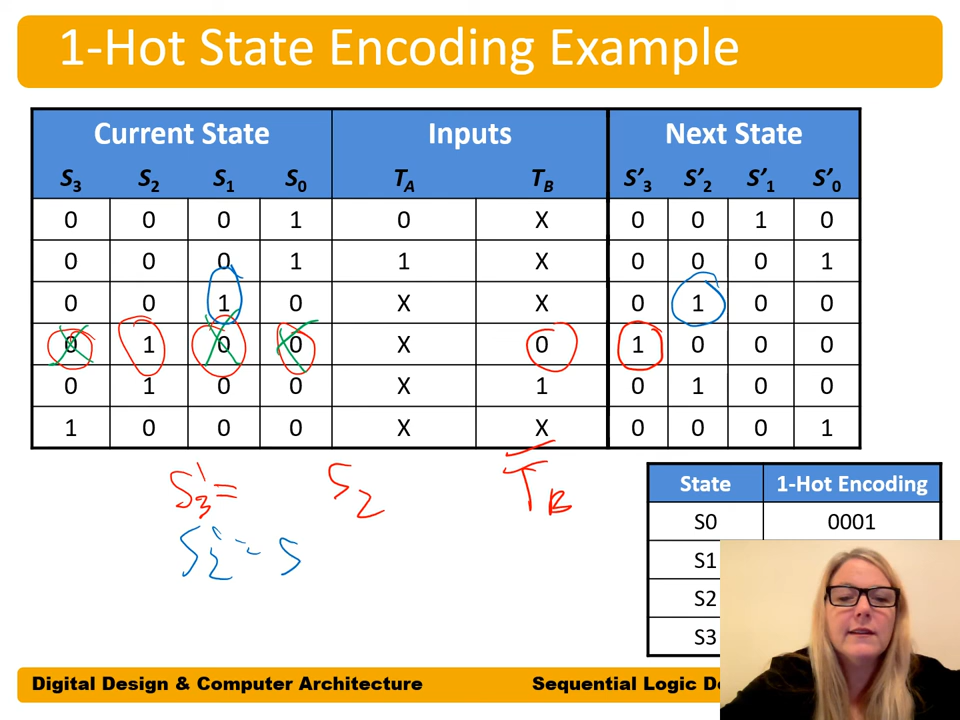 1-Hot State Encoding Example
Current State Inputs Next State
S3 S2 S1 S0 TA TB S'3 S'2 S'1 S'0
0 0 0 1 0 X 0 0 1 0
0 0 0 1 1 X 0 0 0 1
0 0 1 0 X X 0 1 0 0
0 1 0 0 X 0 1 0 0 0
0 1 0 0 X 1 0 1 0 0
1 0 0 0 X X 0 0 0 1
S3' = S2 T̅B
S2' = S
State 1-Hot Encoding
S0 0001
S1
S2
S3
Digital Design & Computer Architecture Sequential Logic